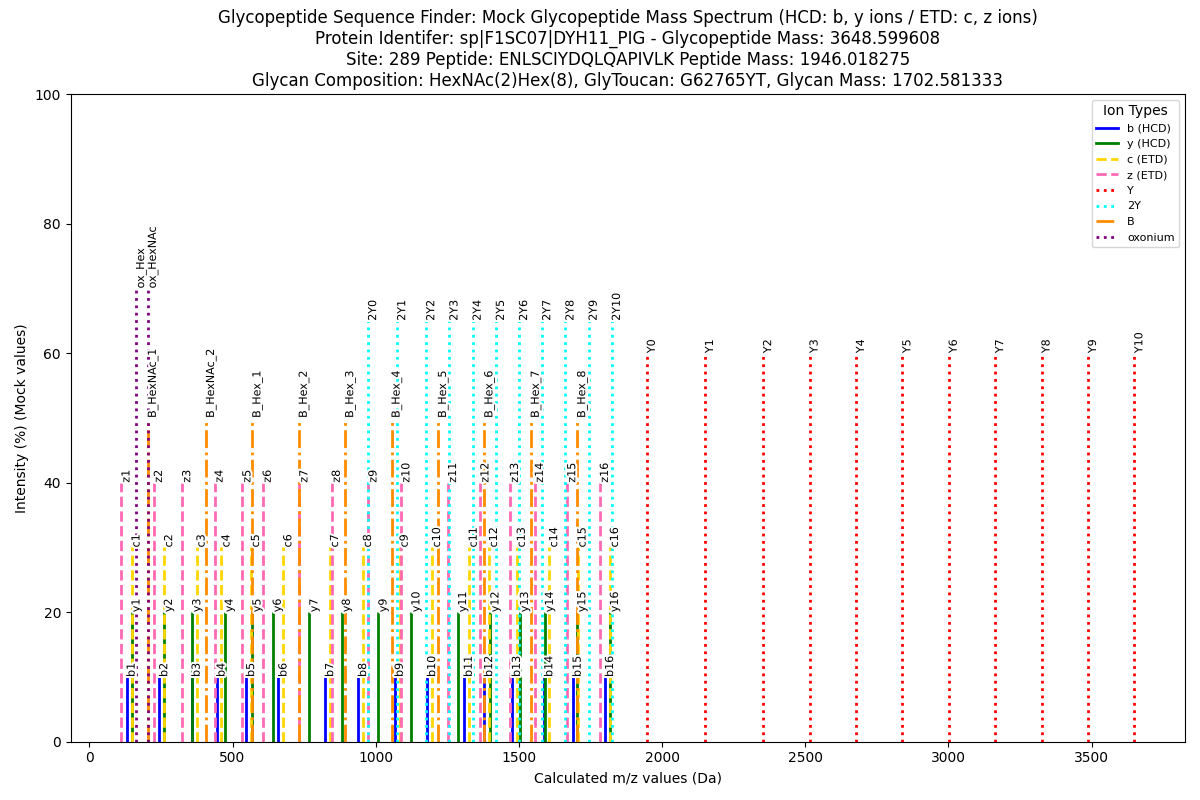 Glycopeptide Sequence Finder: Mock Glycopeptide Mass Spectrum (HCD: b, y ions / ETD: c, z ions)
Protein Identifer: sp|F1SC07|DYH11_PIG - Glycopeptide Mass: 3648.599608
Site: 289 Peptide: ENLSCIYDQLQAPIVLK Peptide Mass: 1946.018275
Glycan Composition: HexNAc(2)Hex(8), GlyToucan: G62765YT, Glycan Mass: 1702.581333
Intensity (%) (Mock values)
100
80
60
40
20
0
Ion Types
b (HCD)
y (HCD)
c (ETD)
z (ETD)
Y
2Y
B
oxonium
ox_Hex
ox_HexNAc
2Y0
2Y1
2Y2
2Y3
2Y4
2Y5
2Y6
2Y7
2Y8
2Y9
2Y10
Y0
Y1
Y2
Y3
Y4
Y5
Y6
Y7
Y8
Y9
Y10
B_HexNAc_1
B_HexNAc_2
B_Hex_1
B_Hex_2
B_Hex_3
B_Hex_4
B_Hex_5
B_Hex_6
B_Hex_7
B_Hex_8
z1
z2
z3
z4
z5
z6
z7
z8
z9
z10
z11
z12
z13
z14
z15
z16
c1
c2
c3
c4
c5
c6
c7
c8
c9
c10
c11
c12
c13
c14
c15
c16
y1
y2
y3
y4
y5
y6
y7
y8
y9
y10
y11
y12
y13
y14
y15
y16
b1
b2
b3
b4
b5
b6
b7
b8
b9
b10
b11
b12
b13
b14
b15
b16
0
500
1000
1500
2000
2500
3000
3500
Calculated m/z values (Da)